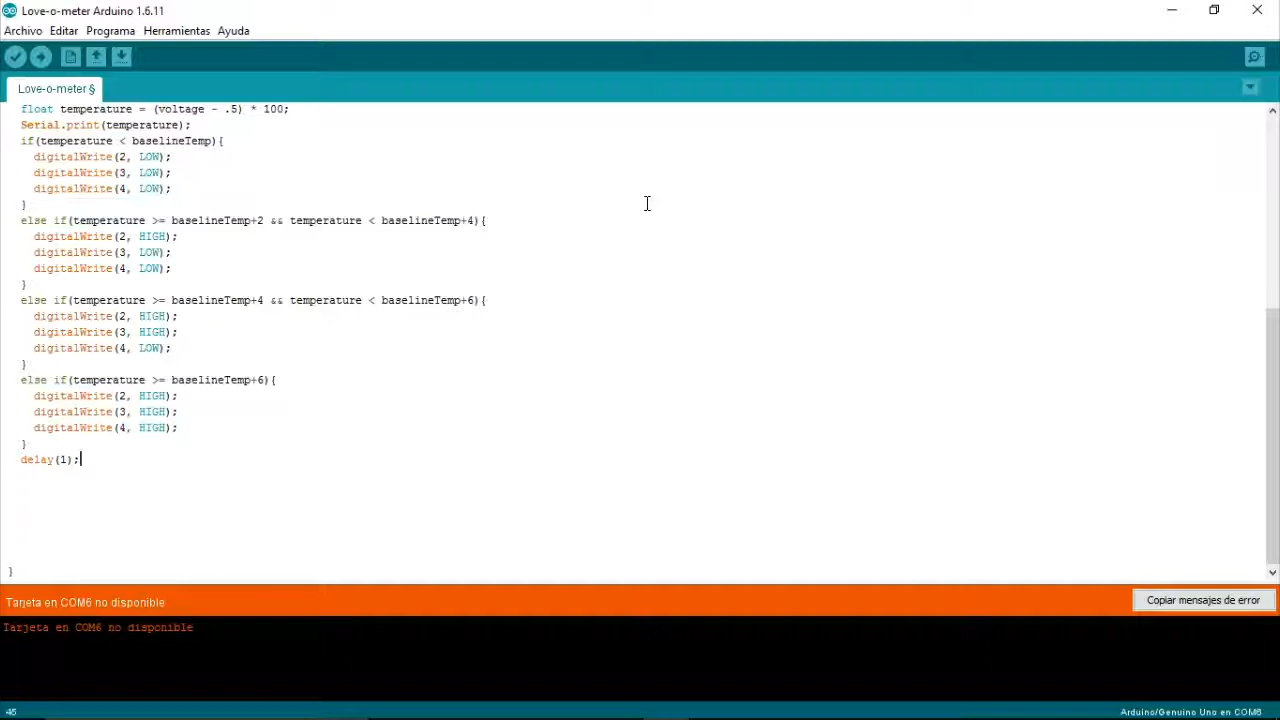 Love-o-meter Arduino 1.6.11
Archivo Editar Programa Herramientas Ayuda
Love-o-meter §
float temperature = (voltage - .5) * 100;
Serial.print(temperature);
if(temperature < baselineTemp){
digitalWrite(2, LOW);
digitalWrite(3, LOW);
digitalWrite(4, LOW);
}
else if(temperature >= baselineTemp+2 && temperature < baselineTemp+4){
digitalWrite(2, HIGH);
digitalWrite(3, LOW);
digitalWrite(4, LOW);
}
else if(temperature >= baselineTemp+4 && temperature < baselineTemp+6){
digitalWrite(2, HIGH);
digitalWrite(3, HIGH);
digitalWrite(4, LOW);
}
else if(temperature >= baselineTemp+6){
digitalWrite(2, HIGH);
digitalWrite(3, HIGH);
digitalWrite(4, HIGH);
}
delay(1);
}
Tarjeta en COM6 no disponible
Copiar mensajes de error
Tarjeta en COM6 no disponible
45
Arduino/Genuino Uno en COM6